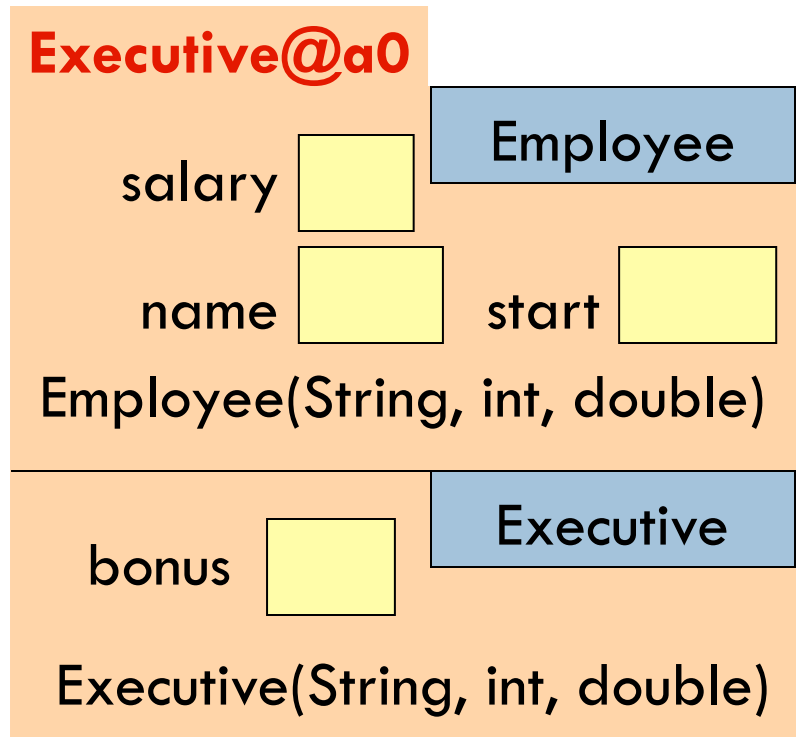 Executive@a0
Employee
salary
name start
Employee(String, int, double)
Executive
bonus
Executive(String, int, double)